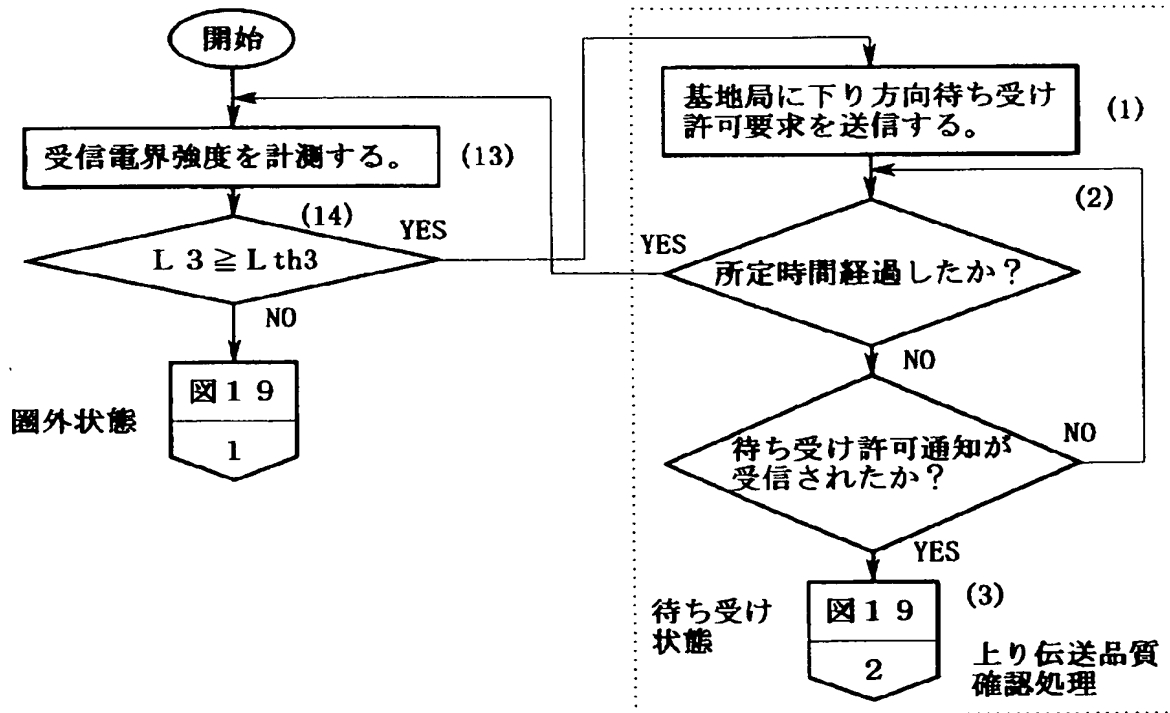 開始
受信電界強度を計測する。
(13)
(14)
L3≧Lth3
YES
NO
図19
1
圏外状態
基地局に下り方向待ち受け
許可要求を送信する。
(1)
(2)
YES
所定時間経過したか？
NO
待ち受け許可通知が
受信されたか？
NO
YES
(3)
図19
2
待ち受け
状態
上り伝送品質
確認処理